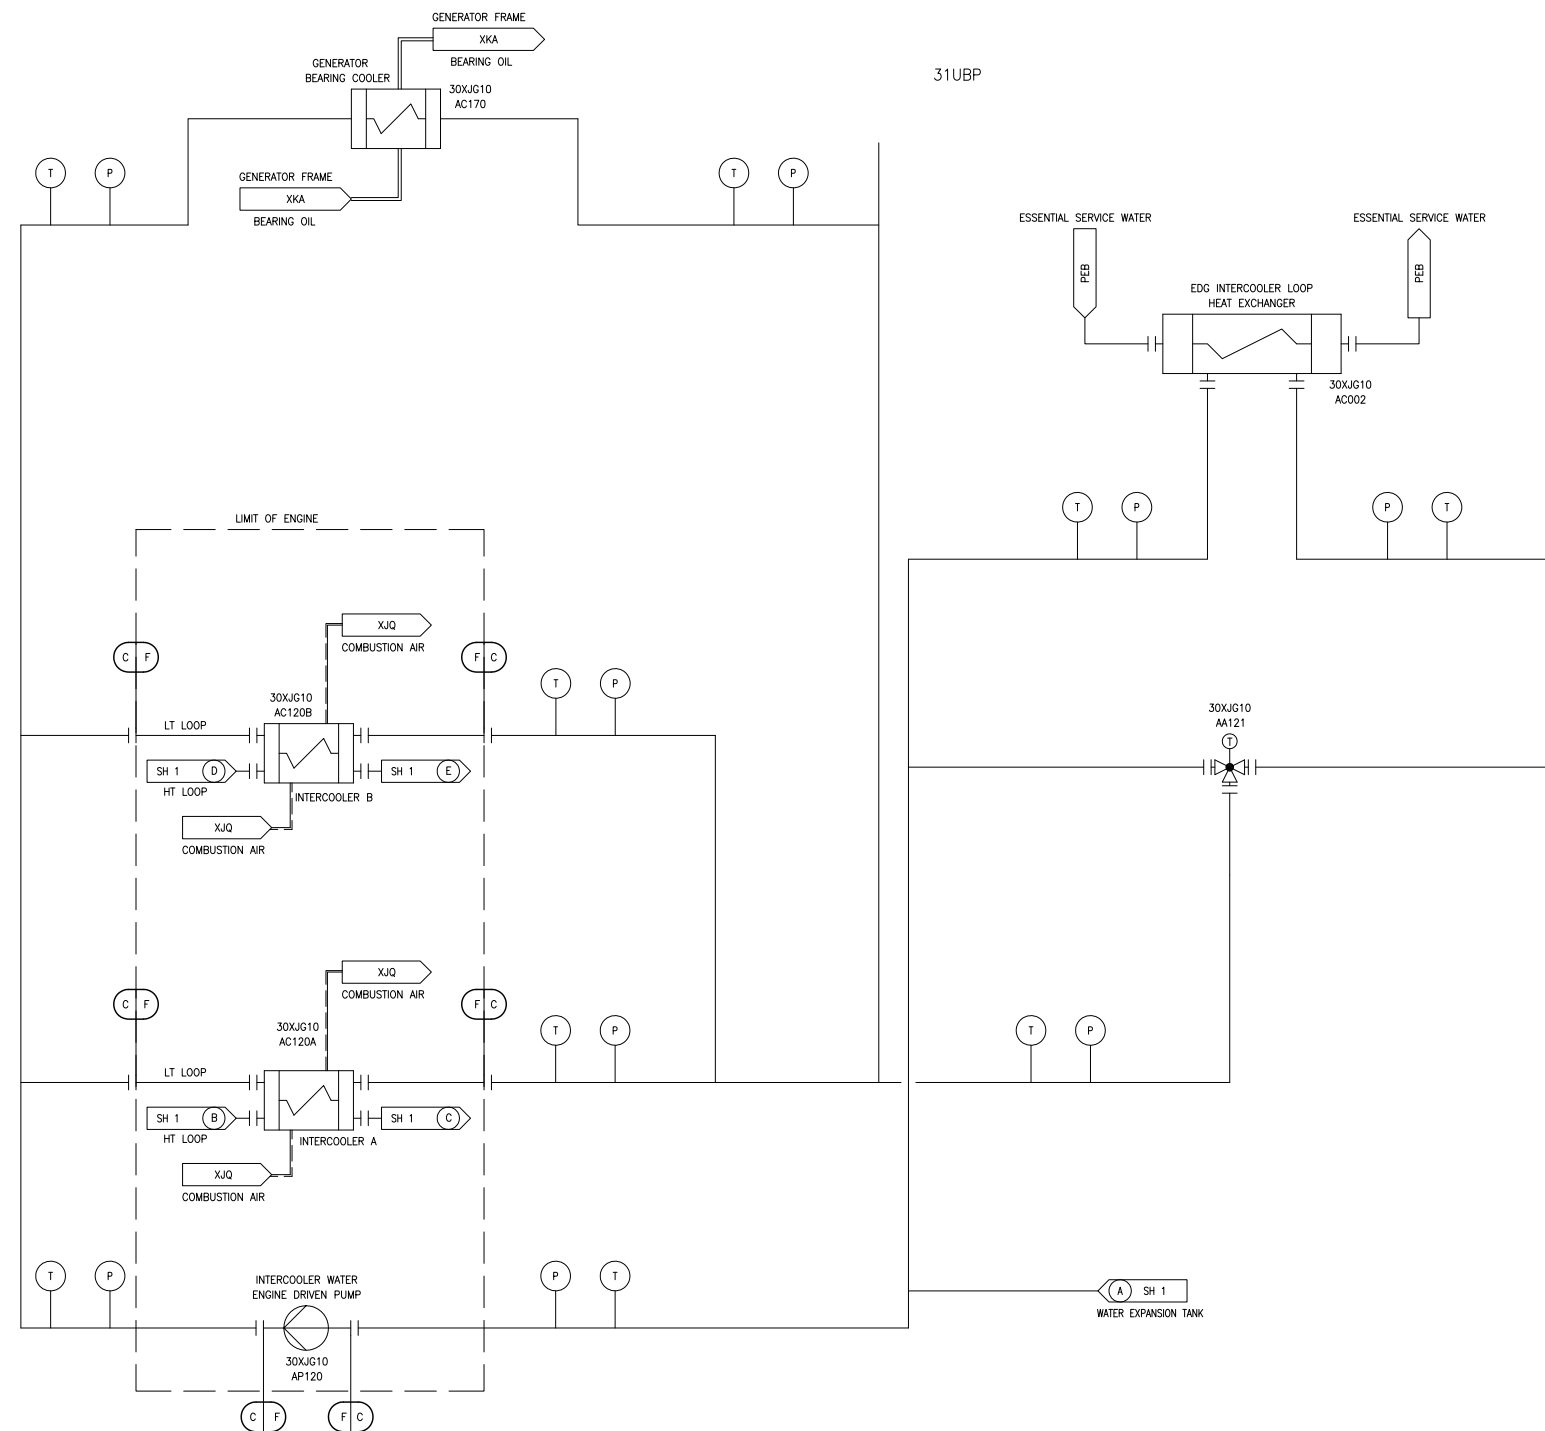 GENERATOR FRAME
XKA
BEARING OIL
GENERATOR
BEARING COOLER
30XJG10
AC170
31UBP
T
P
GENERATOR FRAME
XKA
BEARING OIL
T
P
ESSENTIAL SERVICE WATER
PEB
ESSENTIAL SERVICE WATER
PEB
EDG INTERCOOLER LOOP
HEAT EXCHANGER
30XJG10
AC002
T
P
P
T
LIMIT OF ENGINE
XJQ
COMBUSTION AIR
C F
F C
T
P
30XJG10
AC120B
LT LOOP
SH 1 D
HT LOOP
SH 1 E
INTERCOOLER B
XJQ
COMBUSTION AIR
30XJG10
AA121
T
XJQ
COMBUSTION AIR
C F
F C
T
P
T
P
30XJG10
AC120A
LT LOOP
SH 1 B
HT LOOP
SH 1 C
INTERCOOLER A
XJQ
COMBUSTION AIR
T
P
INTERCOOLER WATER
ENGINE DRIVEN PUMP
P
T
A SH 1
WATER EXPANSION TANK
30XJG10
AP120
C F
F C